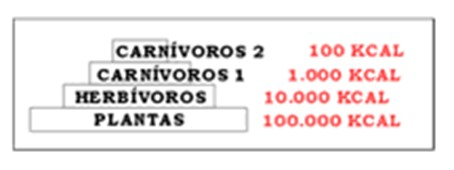 CARNÍVOROS 2 100 KCAL
CARNÍVOROS 1 1.000 KCAL
HERBÍVOROS 10.000 KCAL
PLANTAS 100.000 KCAL